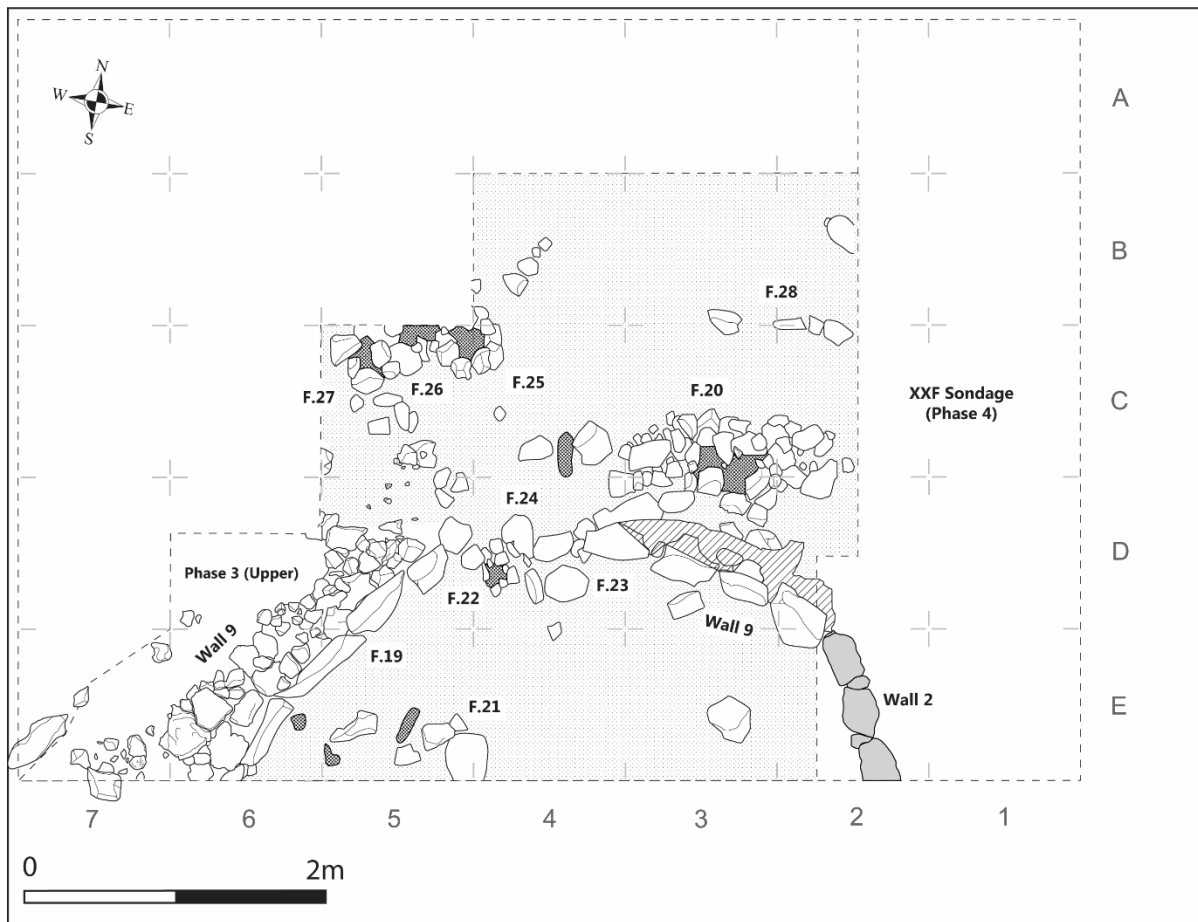 N
W
E
S
A
B
F.28
F.25
F.26
F.27
F.20
XXF Sondage
(Phase 4)
C
F.24
D
Phase 3 (Upper)
F.22
F.23
Wall 9
Wall 9
F.19
F.21
Wall 2
E
7
6
5
4
3
2
1
0
2m